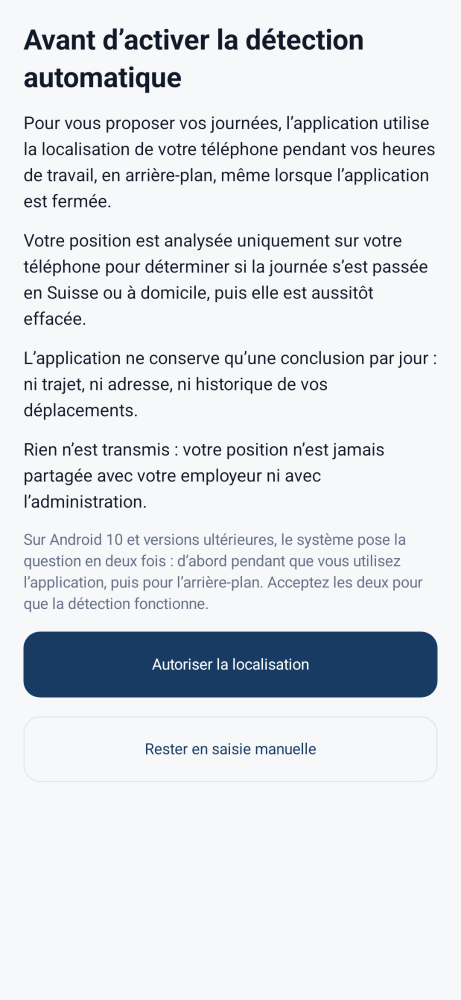 Avant d’activer la détection
automatique
Pour vous proposer vos journées, l’application utilise
la localisation de votre téléphone pendant vos heures
de travail, en arrière-plan, même lorsque l’application
est fermée.
Votre position est analysée uniquement sur votre
téléphone pour déterminer si la journée s’est passée
en Suisse ou à domicile, puis elle est aussitôt
effacée.
L’application ne conserve qu’une conclusion par jour :
ni trajet, ni adresse, ni historique de vos
déplacements.
Rien n’est transmis : votre position n’est jamais
partagée avec votre employeur ni avec
l’administration.
Sur Android 10 et versions ultérieures, le système pose la
question en deux fois : d’abord pendant que vous utilisez
l’application, puis pour l’arrière-plan. Acceptez les deux pour
que la détection fonctionne.
Autoriser la localisation
Rester en saisie manuelle